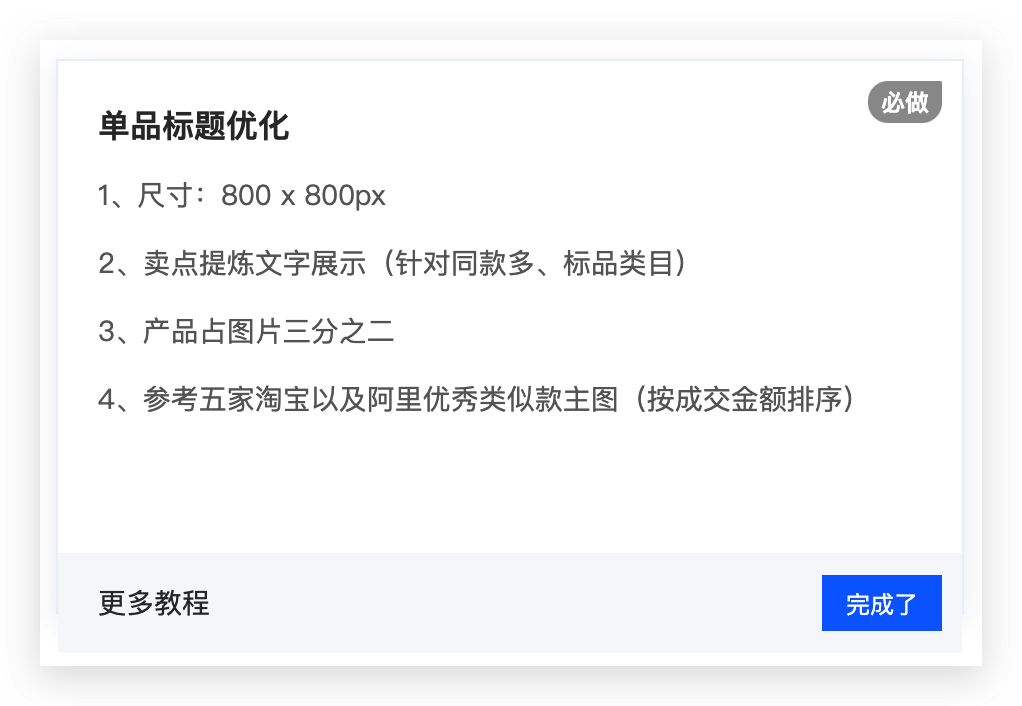 必做
单品标题优化
1、尺寸：800 x 800px
2、卖点提炼文字展示（针对同款多、标品类目）
3、产品占图片三分之二
4、参考五家淘宝以及阿里优秀类似款主图（按成交金额排序）
更多教程
完成了